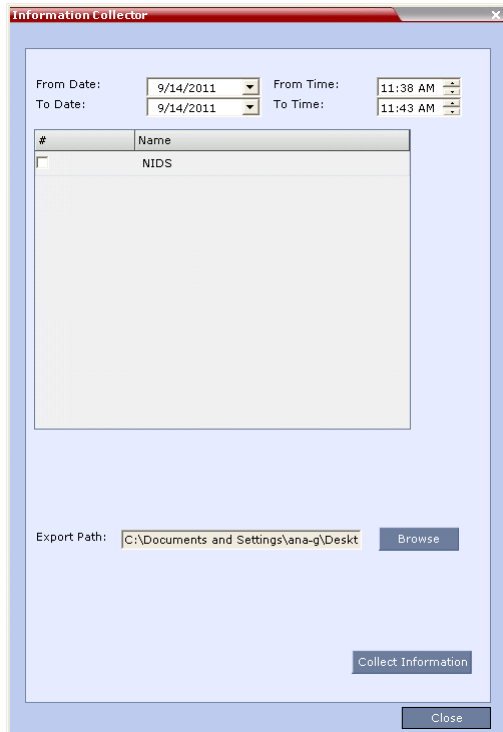 Information Collector
From Date: 9/14/2011 From Time: 11:38 AM
To Date: 9/14/2011 To Time: 11:43 AM
# Name
NIDS
Export Path: C:\Documents and Settings\ana-g\Deskt Browse
Collect Information
Close